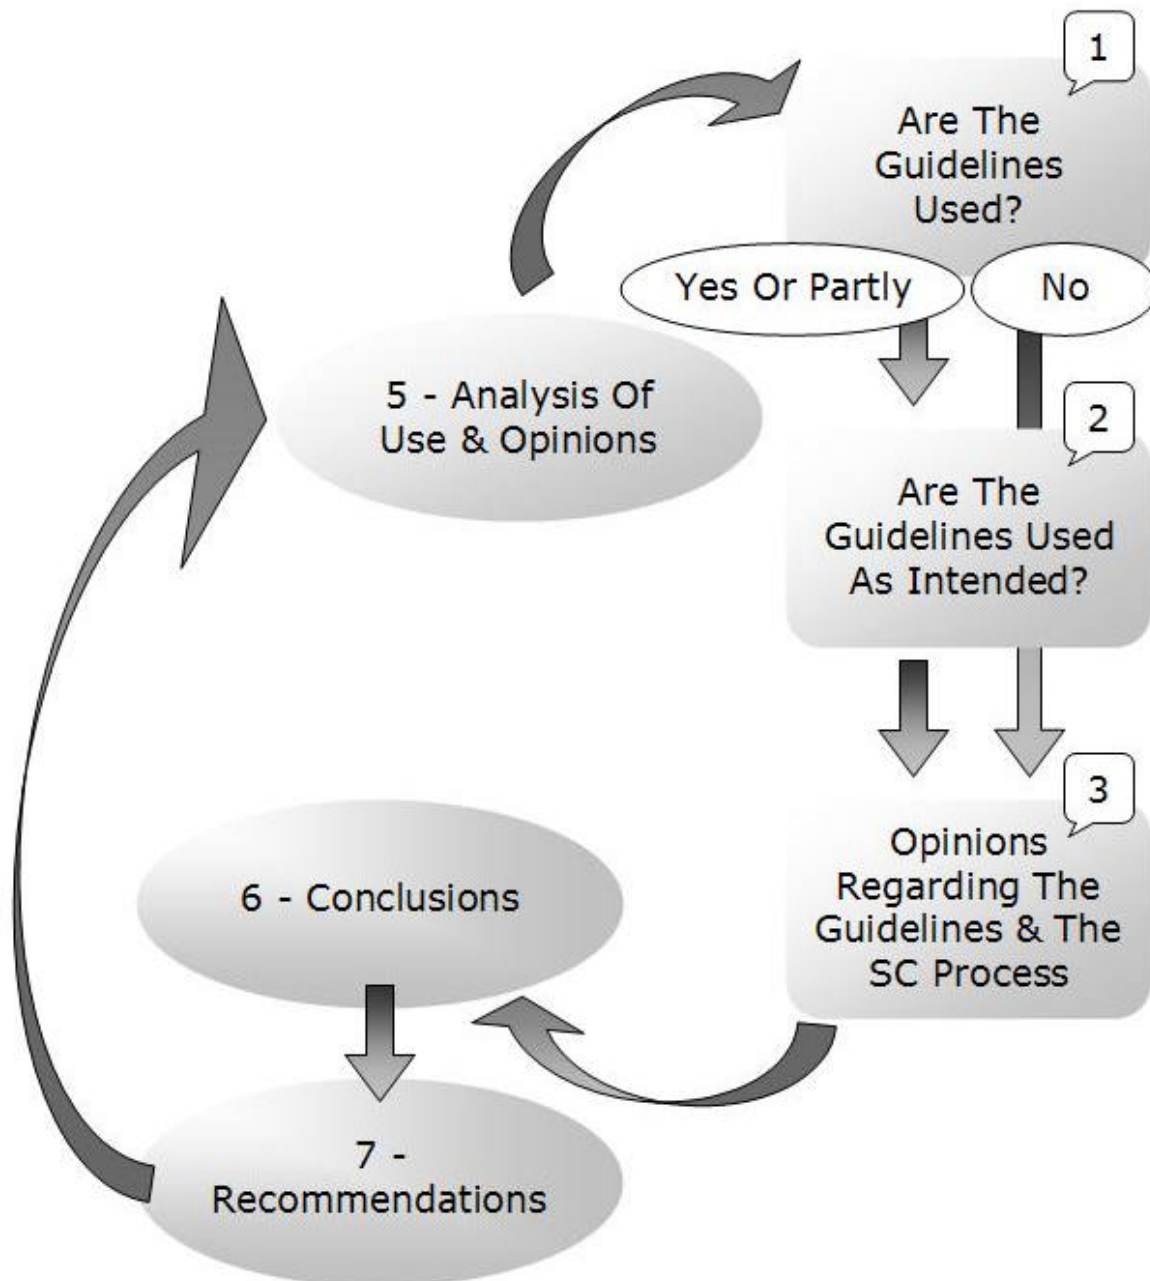 1
Are The
Guidelines
Used?
Yes Or Partly
No
5 - Analysis Of
Use & Opinions
2
Are The
Guidelines Used
As Intended?
3
Opinions
Regarding The
Guidelines & The
SC Process
6 - Conclusions
7 -
Recommendations